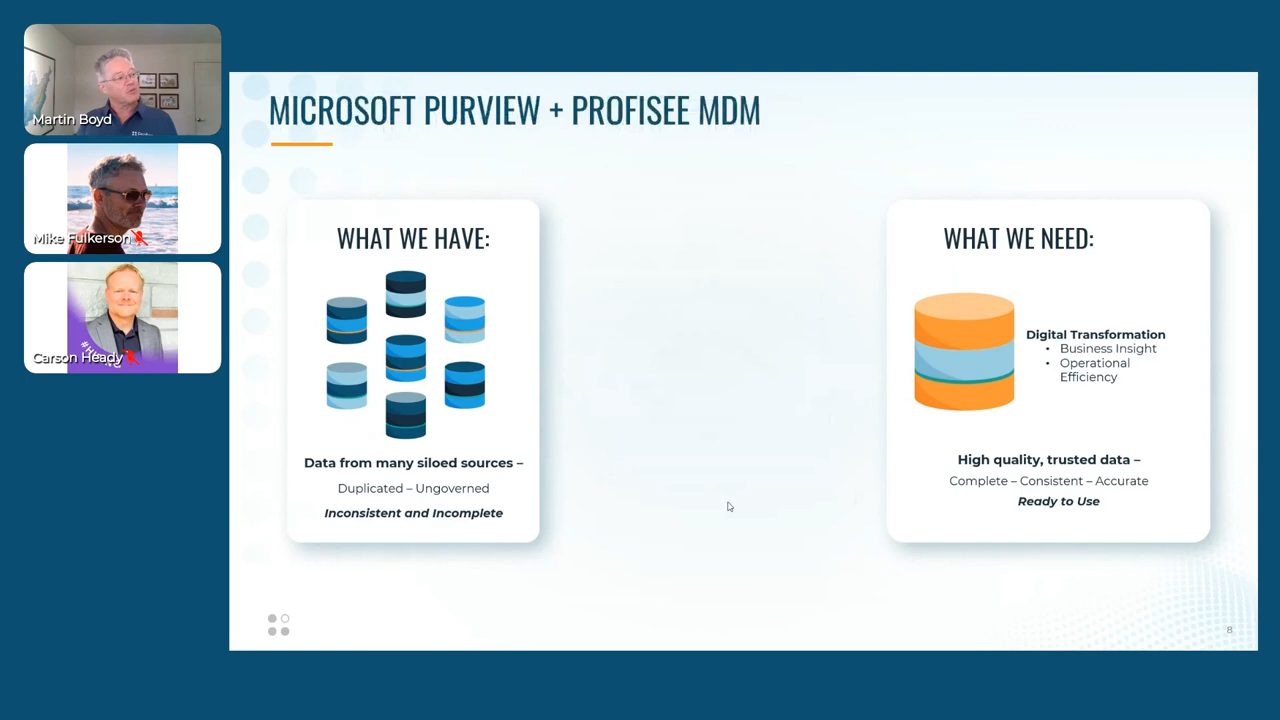 Martin Boyd
Mike Fulkerson
Carson Heady
MICROSOFT PURVIEW + PROFISEE MDM
WHAT WE HAVE:
Data from many siloed sources –
Duplicated – Ungoverned
Inconsistent and Incomplete
WHAT WE NEED:
Digital Transformation
• Business Insight
• Operational
Efficiency
High quality, trusted data –
Complete – Consistent – Accurate
Ready to Use
8